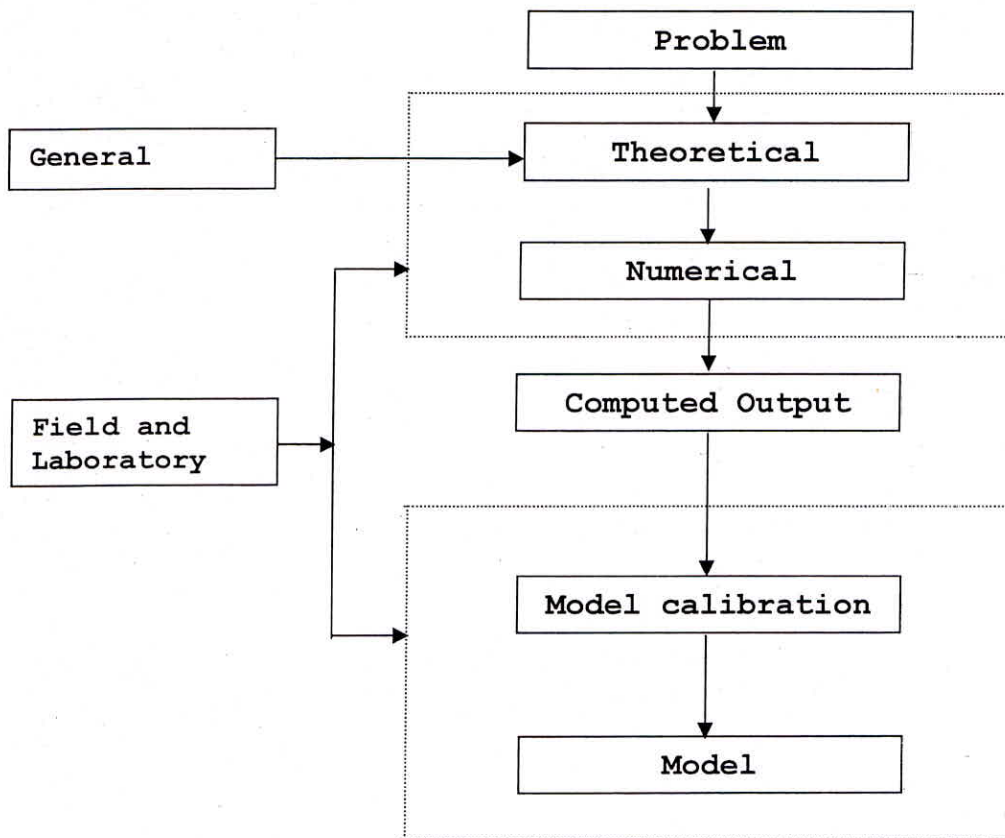 Problem
General
Theoretical
Numerical
Computed Output
Field and
Laboratory
Model calibration
Model